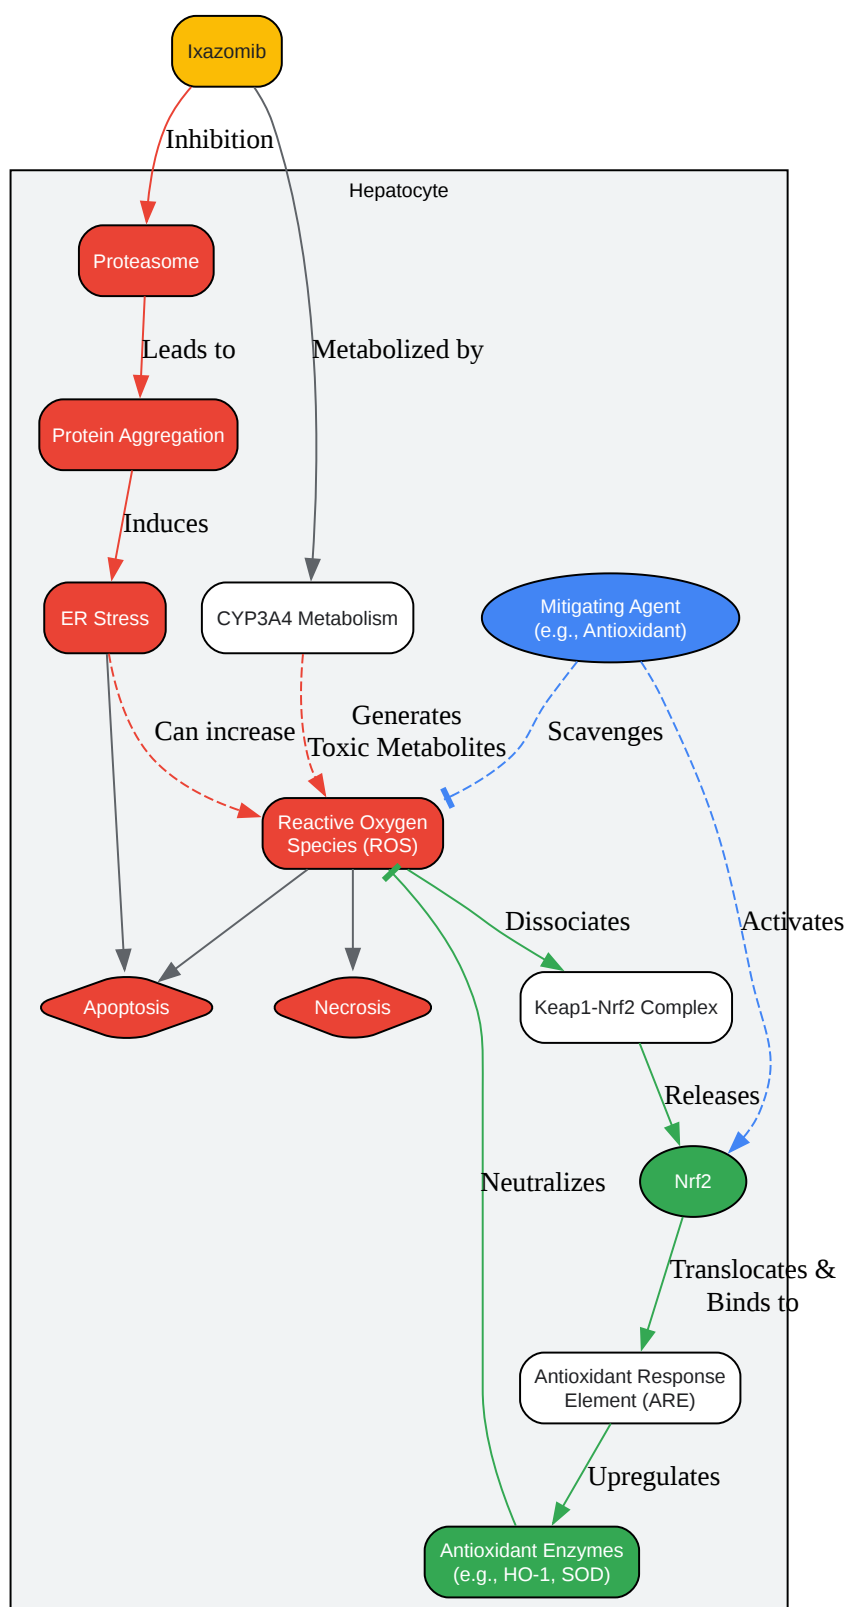 Ixazomib
Inhibition
Hepatocyte
Proteasome
Leads to
Metabolized by
Protein Aggregation
Induces
ER Stress
CYP3A4 Metabolism
Mitigating Agent
(e.g., Antioxidant)
Can increase
Generates
Toxic Metabolites
Scavenges
Reactive Oxygen
Species (ROS)
Dissociates
Activates
Apoptosis
Necrosis
Keap1-Nrf2 Complex
Releases
Neutralizes
Nrf2
Translocates &
Binds to
Antioxidant Response
Element (ARE)
Upregulates
Antioxidant Enzymes
(e.g., HO-1, SOD)